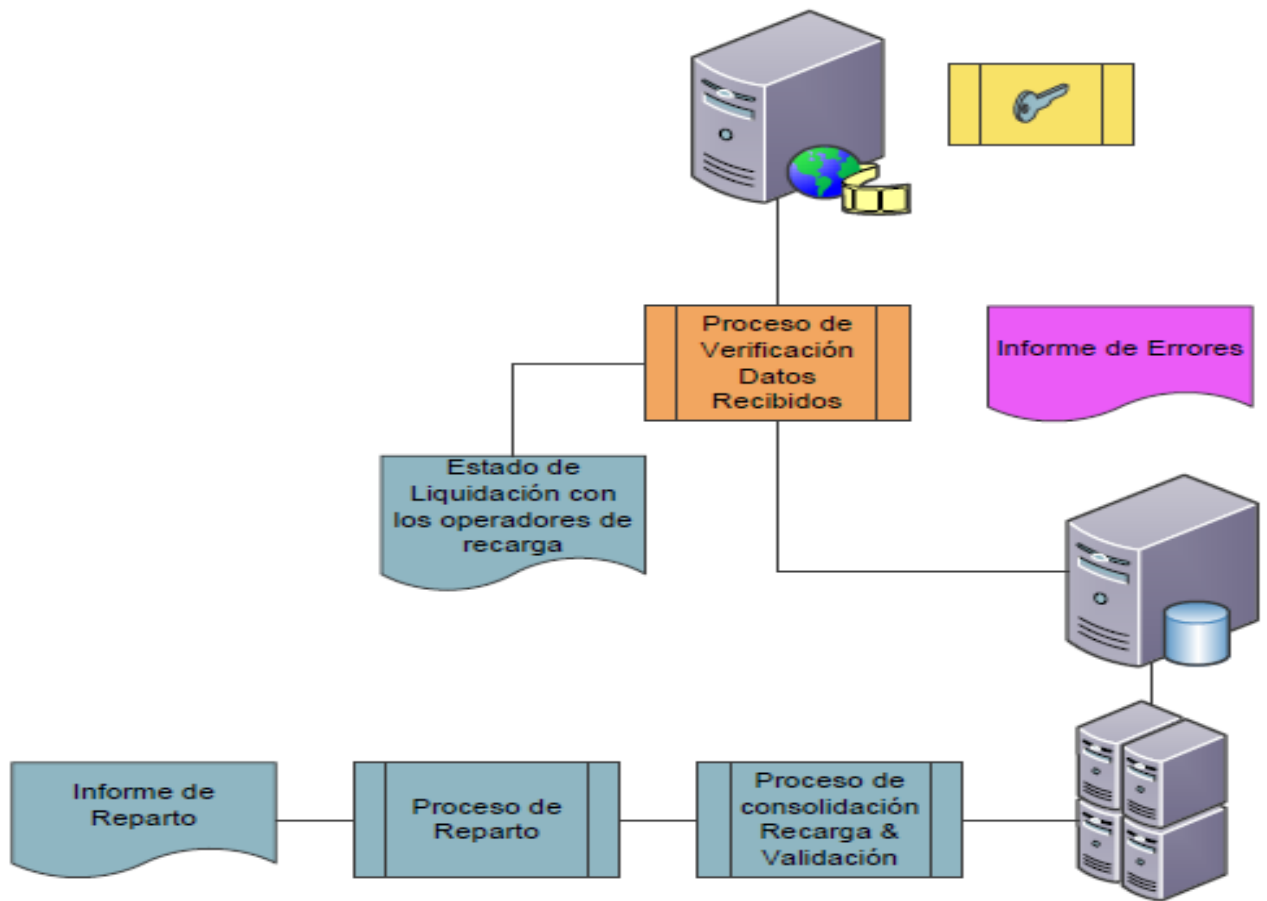 Proceso de
Verificación
Datos
Recibidos
Informe de Errores
Estado de
Liquidación con
los operadores de
recarga
Informe de
Reparto
Proceso de
Reparto
Proceso de
consolidación
Recarga &
Validación